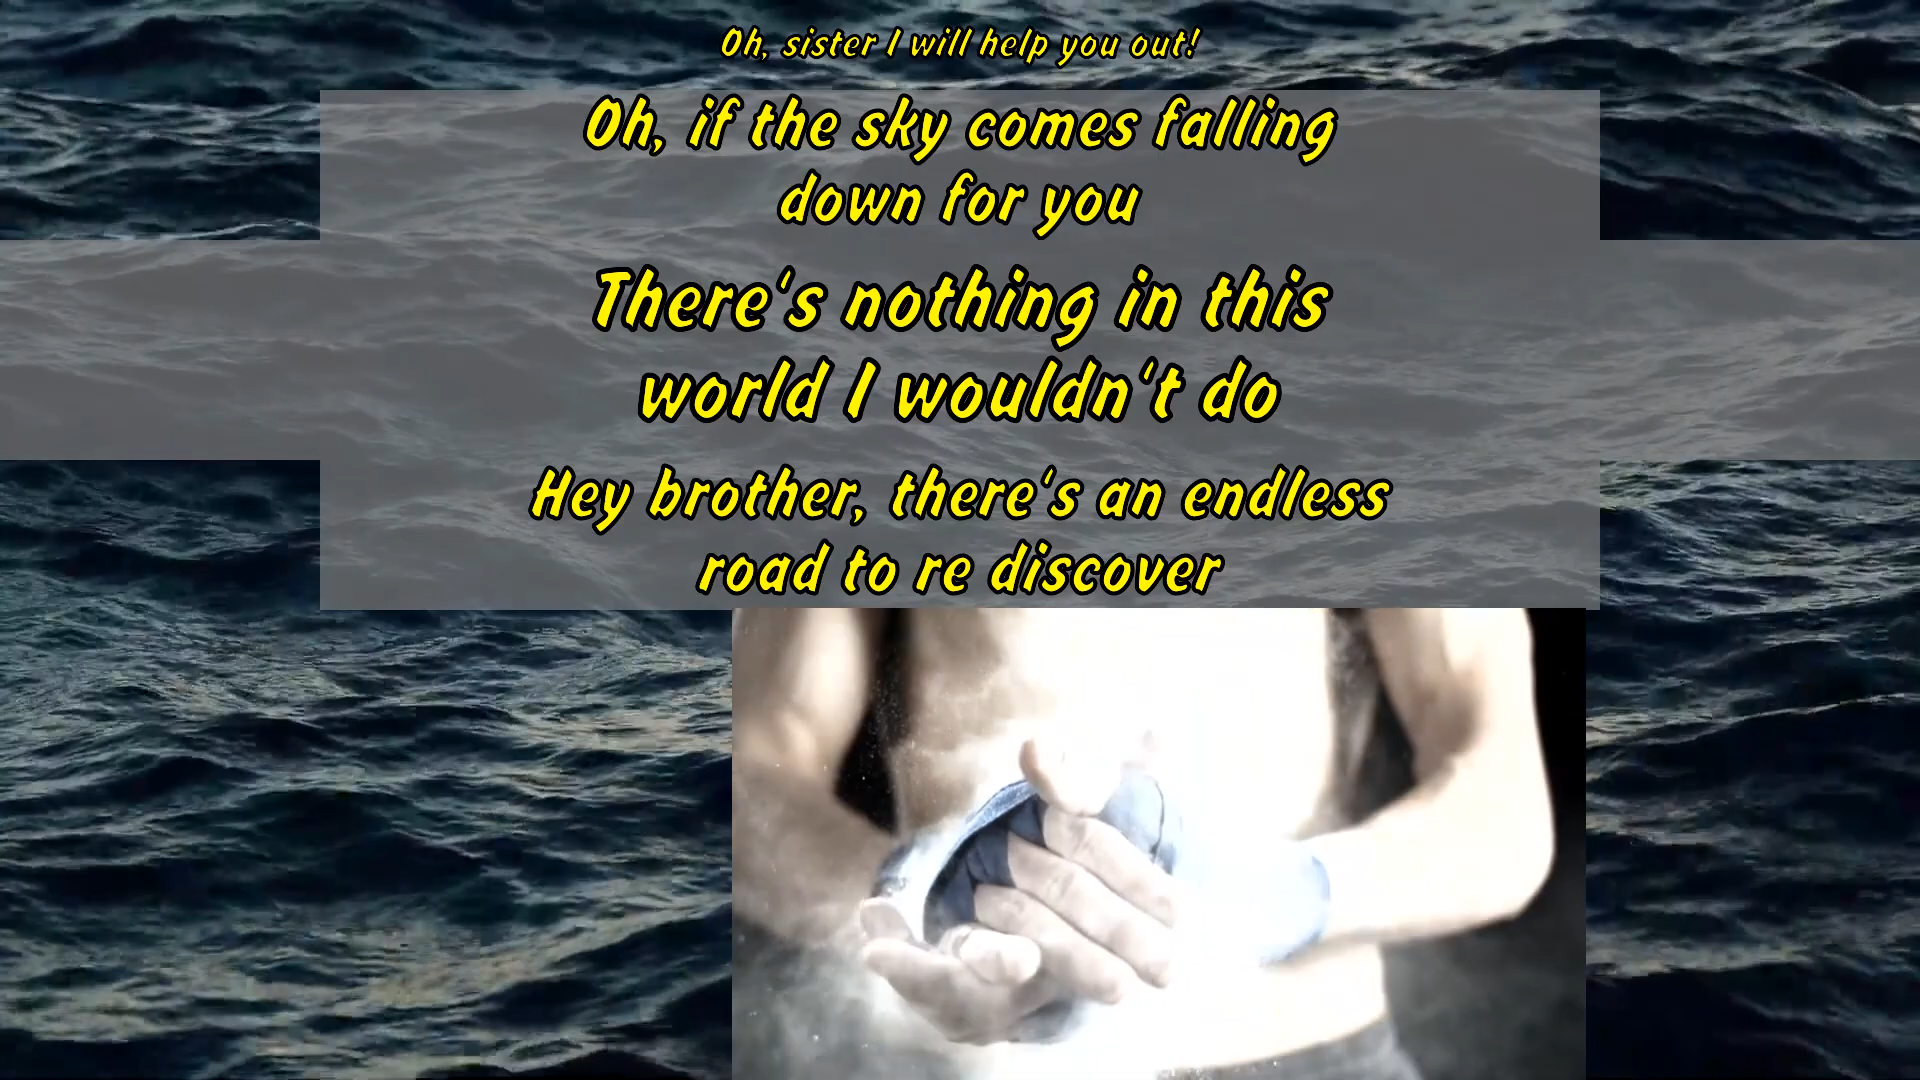 Oh, sister I will help you out!
Oh, if the sky comes falling
down for you
There's nothing in this
world I wouldn't do
Hey brother, there's an endless
road to re discover